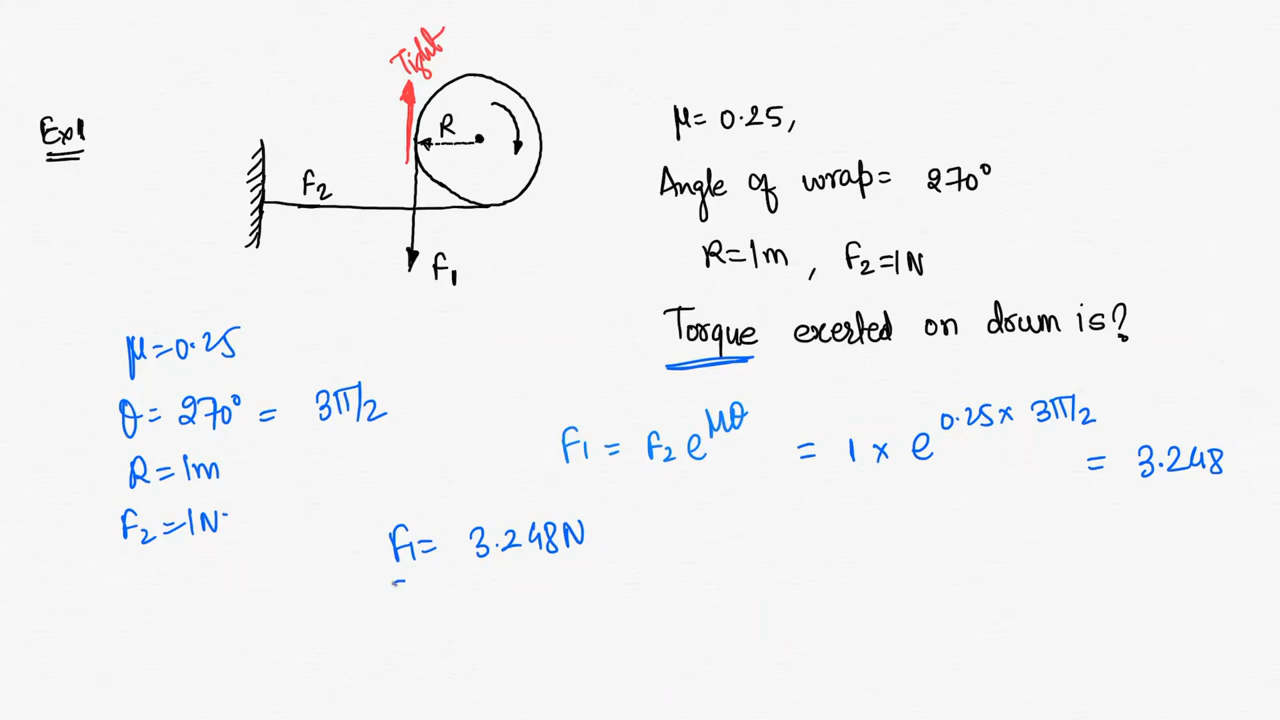 Tight
Ex1
R
F₂
F₁
μ= 0.25,
Angle of wrap= 270°
R=1m , F₂=1N
Torque exerted on drum is?
μ=0.25
θ= 270° = 3π/2
R=1m
F₂=1N
F₁ = F₂ e^μθ = 1 × e^0.25× 3π/2 = 3.248
F₁= 3.248N